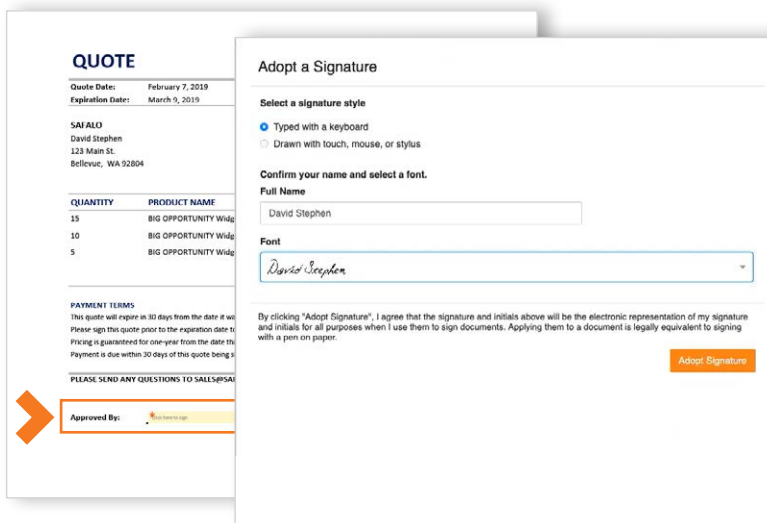 QUOTE
Quote Date: February 7, 2019
Expiration Date: March 9, 2019
SAFALO
David Stephen
123 Main St.
Bellevue, WA 92804
QUANTITY PRODUCT NAME
15 BIG OPPORTUNITY Widg
10 BIG OPPORTUNITY Widg
5 BIG OPPORTUNITY Widg
PAYMENT TERMS
This quote will expire in 30 days from the date it wa
Please sign this quote prior to the expiration date to
Pricing is guaranteed for one-year from the date thi
Payment is due within 30 days of this quote being s
PLEASE SEND ANY QUESTIONS TO SALES@SAF
Approved By: Click here to sign
Adopt a Signature
Select a signature style
Typed with a keyboard
Drawn with touch, mouse, or stylus
Confirm your name and select a font.
Full Name
David Stephen
Font
David Stephen
By clicking "Adopt Signature", I agree that the signature and initials above will be the electronic representation of my signature
and initials for all purposes when I use them to sign documents. Applying them to a document is legally equivalent to signing
with a pen on paper.
Adopt Signature